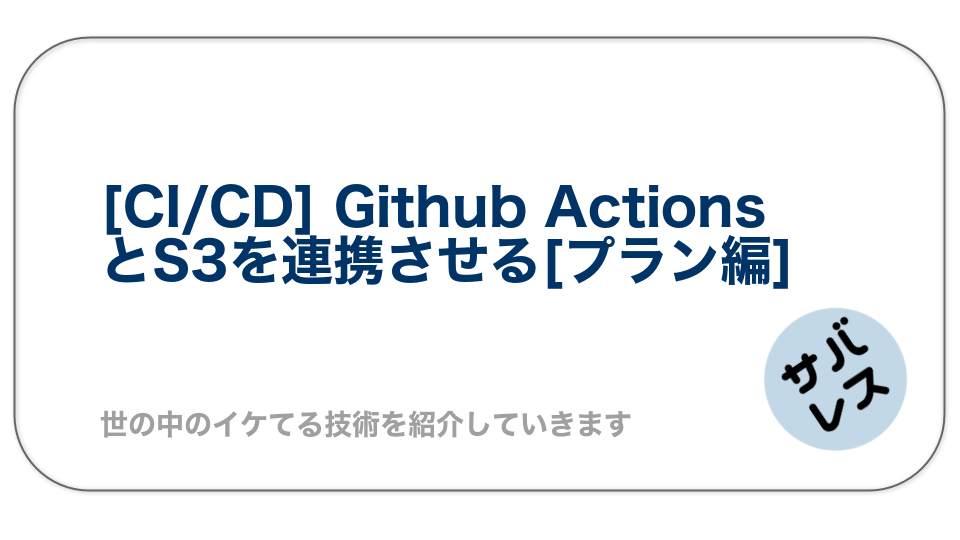 [CI/CD] Github Actions
とS3を連携させる[プラン編]
世の中のイケてる技術を紹介していきます
サバ
レス